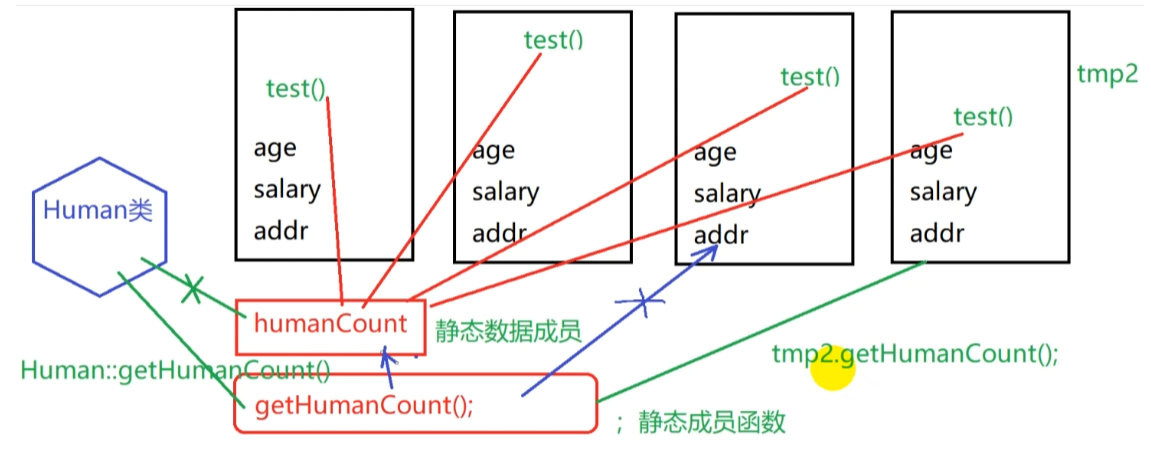 test()
age
salary
addr
test()
age
salary
addr
test()
age
salary
addr
test()
age
salary
addr
tmp2
Human类
humanCount
静态数据成员
Human::getHumanCount()
getHumanCount();
；静态成员函数
tmp2.getHumanCount();